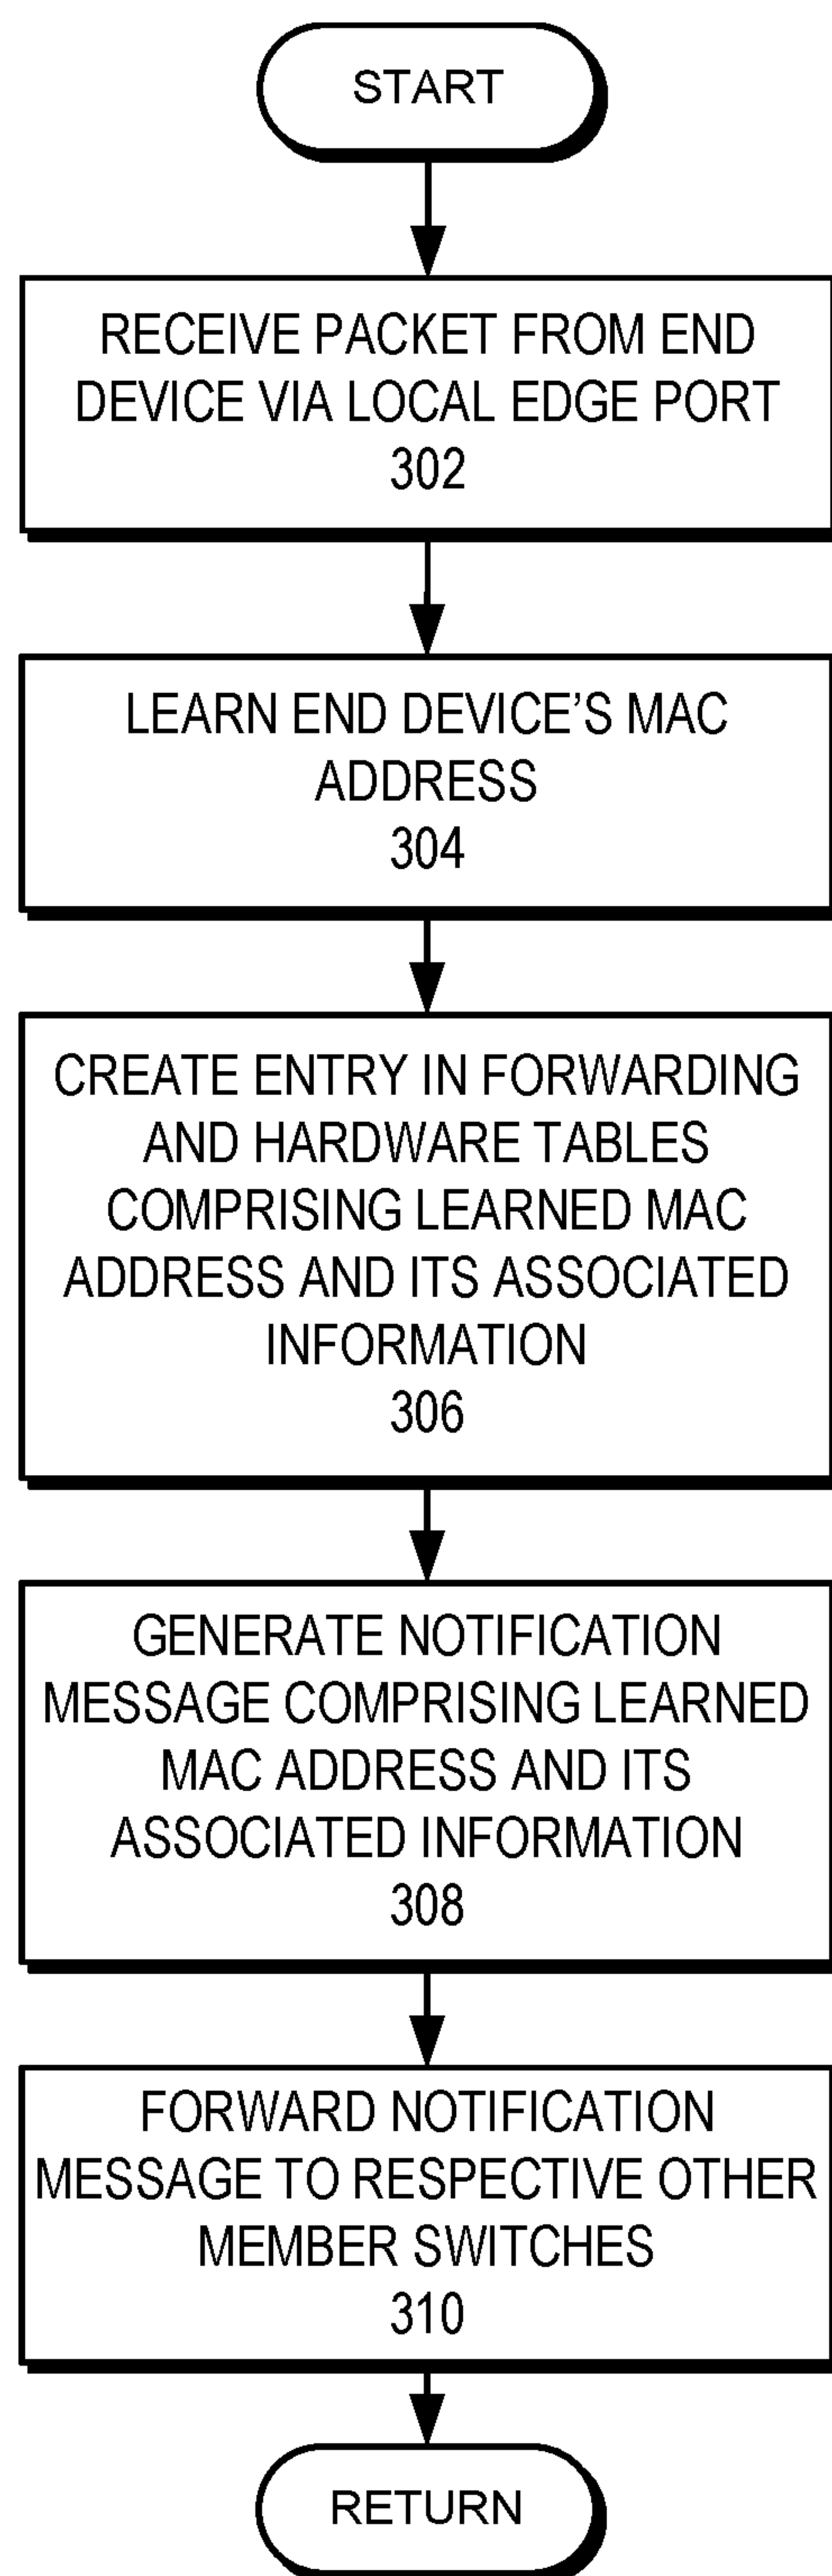 START
RECEIVE PACKET FROM END
DEVICE VIA LOCAL EDGE PORT
302
LEARN END DEVICE’S MAC
ADDRESS
304
CREATE ENTRY IN FORWARDING
AND HARDWARE TABLES
COMPRISING LEARNED MAC
ADDRESS AND ITS ASSOCIATED
INFORMATION
306
GENERATE NOTIFICATION
MESSAGE COMPRISING LEARNED
MAC ADDRESS AND ITS
ASSOCIATED INFORMATION
308
FORWARD NOTIFICATION
MESSAGE TO RESPECTIVE OTHER
MEMBER SWITCHES
310
RETURN